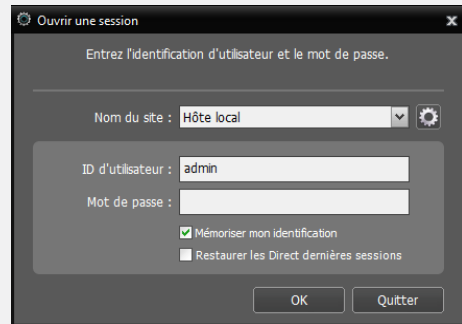 Ouvrir une session
Entrez l'identification d'utilisateur et le mot de passe.
Nom du site : Hôte local
ID d'utilisateur : admin
Mot de passe :
Mémoriser mon identification
Restaurer les Direct dernières sessions
OK Quitter